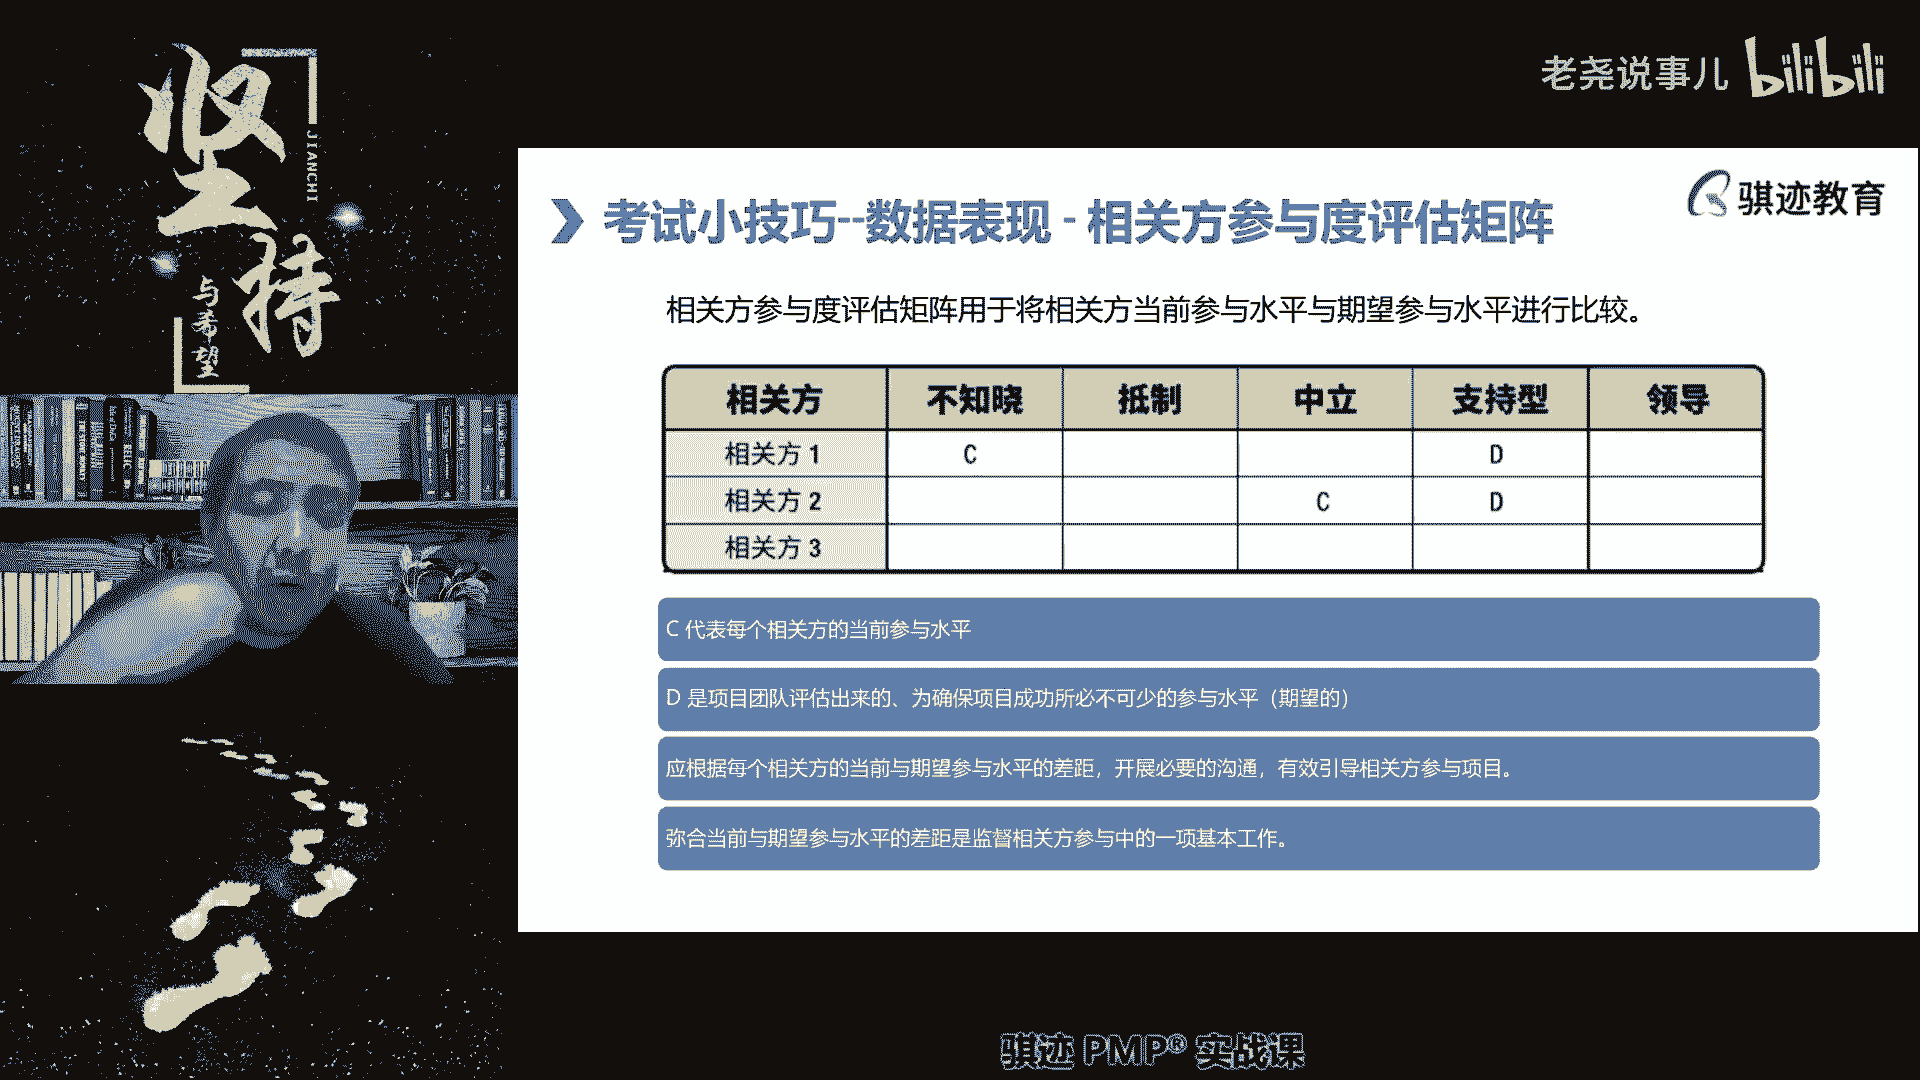 坚持
JIANCHI
与希望
老尧说事儿 bilibili
骐迹教育
考试小技巧--数据表现 - 相关方参与度评估矩阵
相关方参与度评估矩阵用于将相关方当前参与水平与期望参与水平进行比较。
相关方 不知晓 抵制 中立 支持型 领导
相关方 1 C D
相关方 2 C D
相关方 3
C 代表每个相关方的当前参与水平
D 是项目团队评估出来的、为确保项目成功所必不可少的参与水平（期望的）
应根据每个相关方的当前与期望参与水平的差距，开展必要的沟通，有效引导相关方参与项目。
弥合当前与期望参与水平的差距是监督相关方参与中的一项基本工作。
骐迹 PMP® 实战课